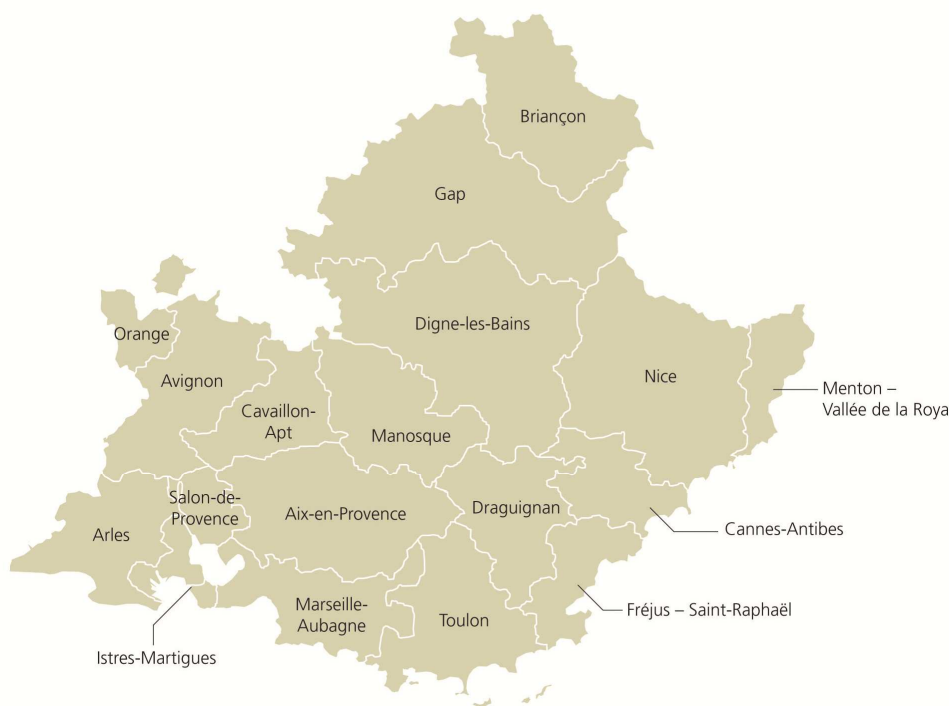 Briançon
Gap
Digne-les-Bains
Orange
Avignon
Nice
Menton –
Vallée de la Roya
Cavaillon-
Apt
Manosque
Salon-de-
Provence
Aix-en-Provence
Draguignan
Arles
Cannes-Antibes
Marseille-
Aubagne
Toulon
Fréjus – Saint-Raphaël
Istres-Martigues